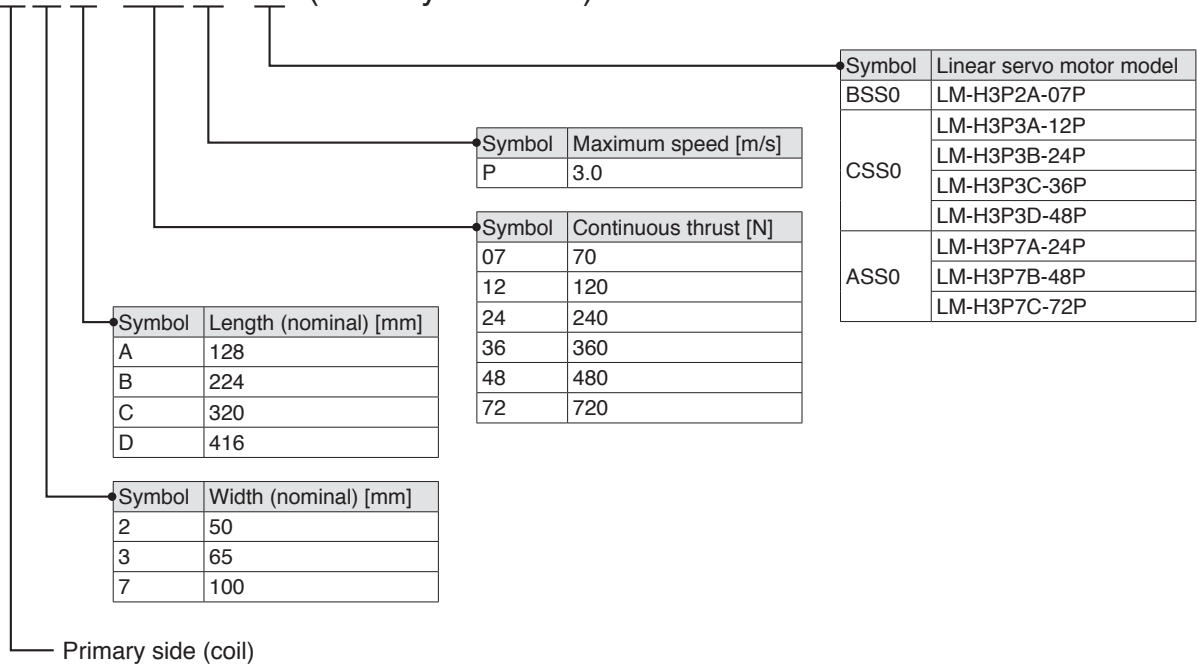 Symbol Linear servo motor model
BSS0 LM-H3P2A-07P
CSS0 LM-H3P3A-12P
LM-H3P3B-24P
LM-H3P3C-36P
LM-H3P3D-48P
ASS0 LM-H3P7A-24P
LM-H3P7B-48P
LM-H3P7C-72P
Symbol Maximum speed [m/s]
P 3.0
Symbol Continuous thrust [N]
07 70
12 120
24 240
36 360
48 480
72 720
Symbol Length (nominal) [mm]
A 128
B 224
C 320
D 416
Symbol Width (nominal) [mm]
2 50
3 65
7 100
Primary side (coil)